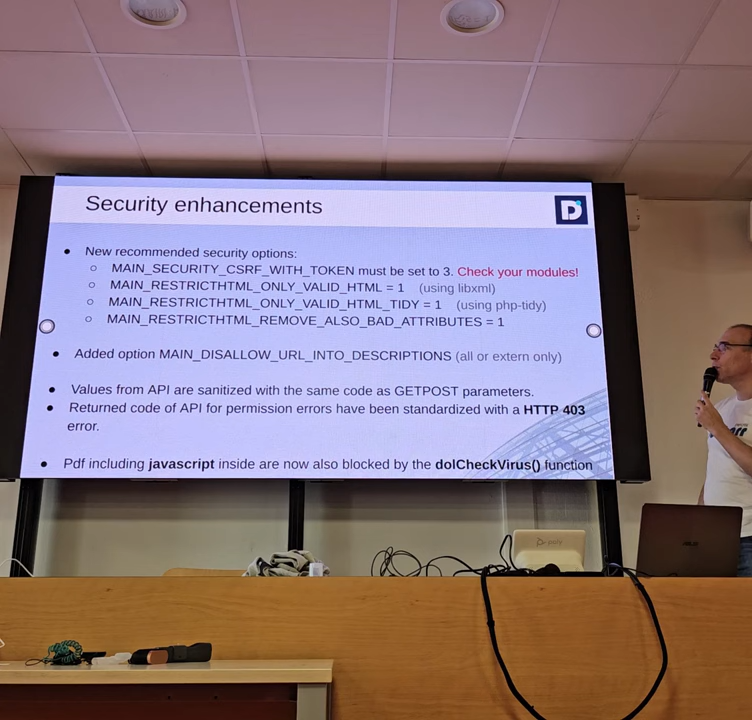 Security enhancements
D
● New recommended security options:
○ MAIN_SECURITY_CSRF_WITH_TOKEN must be set to 3. Check your modules!
○ MAIN_RESTRICTHTML_ONLY_VALID_HTML = 1 (using libxml)
○ MAIN_RESTRICTHTML_ONLY_VALID_HTML_TIDY = 1 (using php-tidy)
○ MAIN_RESTRICTHTML_REMOVE_ALSO_BAD_ATTRIBUTES = 1
● Added option MAIN_DISALLOW_URL_INTO_DESCRIPTIONS (all or extern only)
● Values from API are sanitized with the same code as GETPOST parameters.
● Returned code of API for permission errors have been standardized with a HTTP 403
error.
● Pdf including javascript inside are now also blocked by the dolCheckVirus() function
poly
ASUS